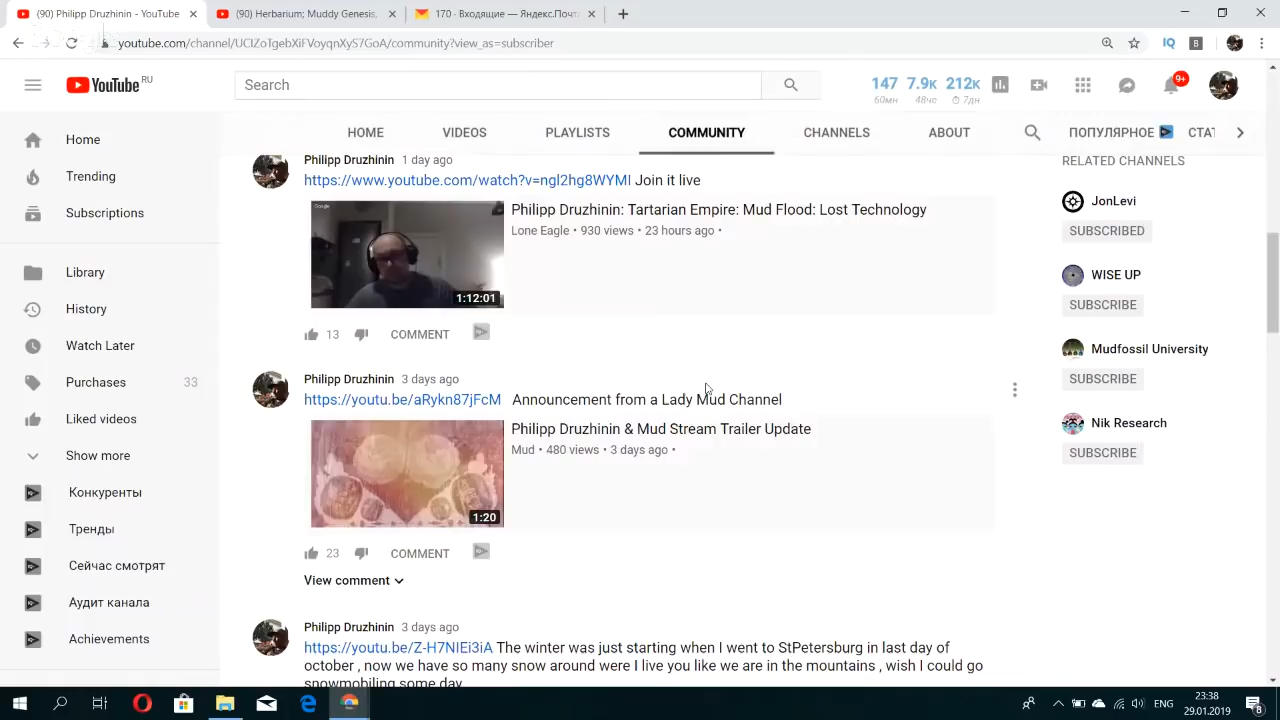 (90) Philipp Druzhinin - YouTube
(90) Herbarium; Muddy Genesis,
170 - Входящие — Яндекс.Почта
youtube.com/channel/UClZoTgebXiFVoyqnXyS7GoA/community?view_as=subscriber
YouTube RU
Search
147 7.9к 212к
60мн 48чс 7дн
9+
HOME VIDEOS PLAYLISTS COMMUNITY CHANNELS ABOUT ПОПУЛЯРНОЕ СТАТ
Home
Trending
Subscriptions
Library
History
Watch Later
Purchases 33
Liked videos
Show more
Конкуренты
Тренды
Сейчас смотрят
Аудит канала
Achievements
Philipp Druzhinin 1 day ago
https://www.youtube.com/watch?v=ngl2hg8WYMI Join it live
Google
Philipp Druzhinin: Tartarian Empire: Mud Flood: Lost Technology
Lone Eagle • 930 views • 23 hours ago •
1:12:01
13 COMMENT
Philipp Druzhinin 3 days ago
https://youtu.be/aRykn87jFcM Announcement from a Lady Mud Channel
Philipp Druzhinin & Mud Stream Trailer Update
Mud • 480 views • 3 days ago •
1:20
23 COMMENT
View comment
Philipp Druzhinin 3 days ago
https://youtu.be/Z-H7NIEi3iA The winter was just starting when I went to StPetersburg in last day of
october , now we have so many snow around were I live you like we are in the mountains , wish I could go
snowmobiling some day
RELATED CHANNELS
JonLevi
SUBSCRIBED
WISE UP
SUBSCRIBE
Mudfossil University
SUBSCRIBE
Nik Research
SUBSCRIBE
ENG
23:38
29.01.2019
8